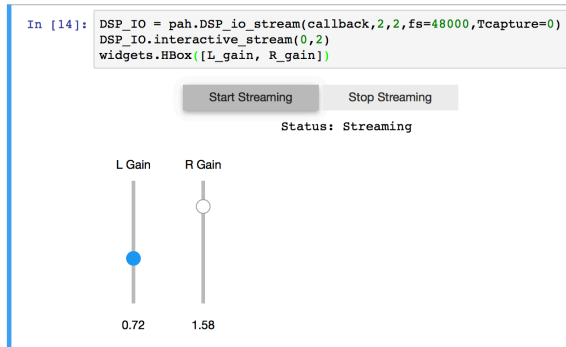 In [14]: DSP_IO = pah.DSP_io_stream(callback,2,2,fs=48000,Tcapture=0)
DSP_IO.interactive_stream(0,2)
widgets.HBox([L_gain, R_gain])
Start Streaming Stop Streaming
Status: Streaming
L Gain R Gain
0.72 1.58